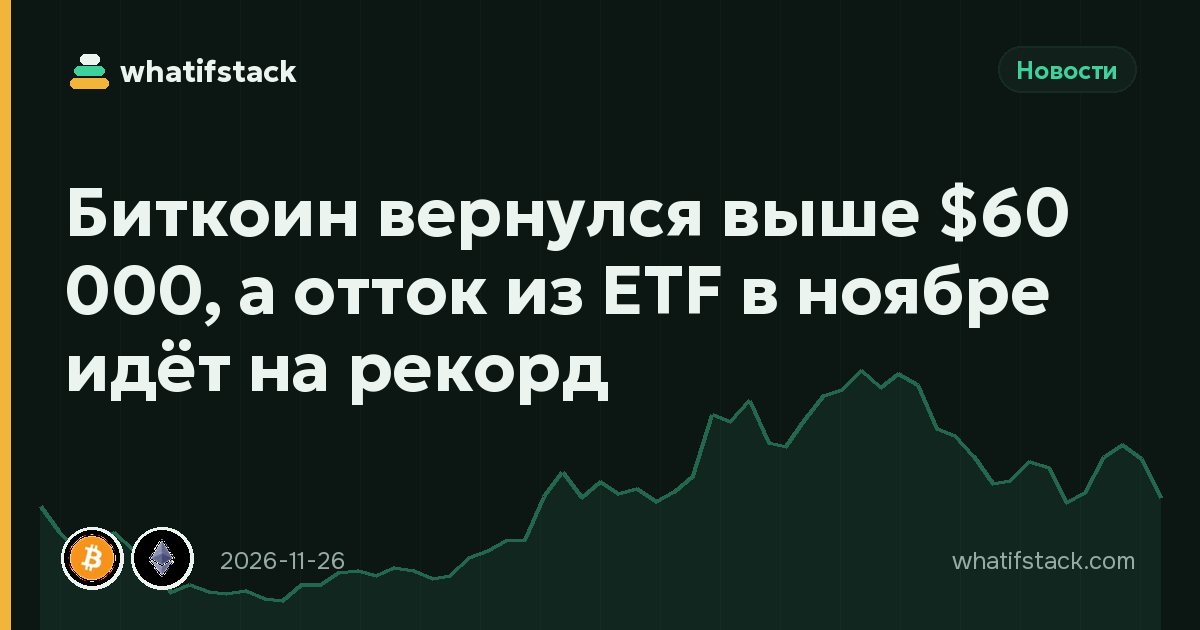 whatifstack
Новости
Биткоин вернулся выше $60
000, а отток из ETF в ноябре
идёт на рекорд
2026-11-26
whatifstack.com